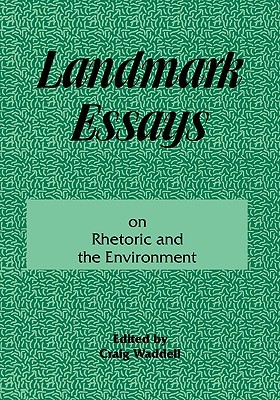 Landmark
Essays
on
Rhetoric and
the Environment
Edited by
Craig Waddell